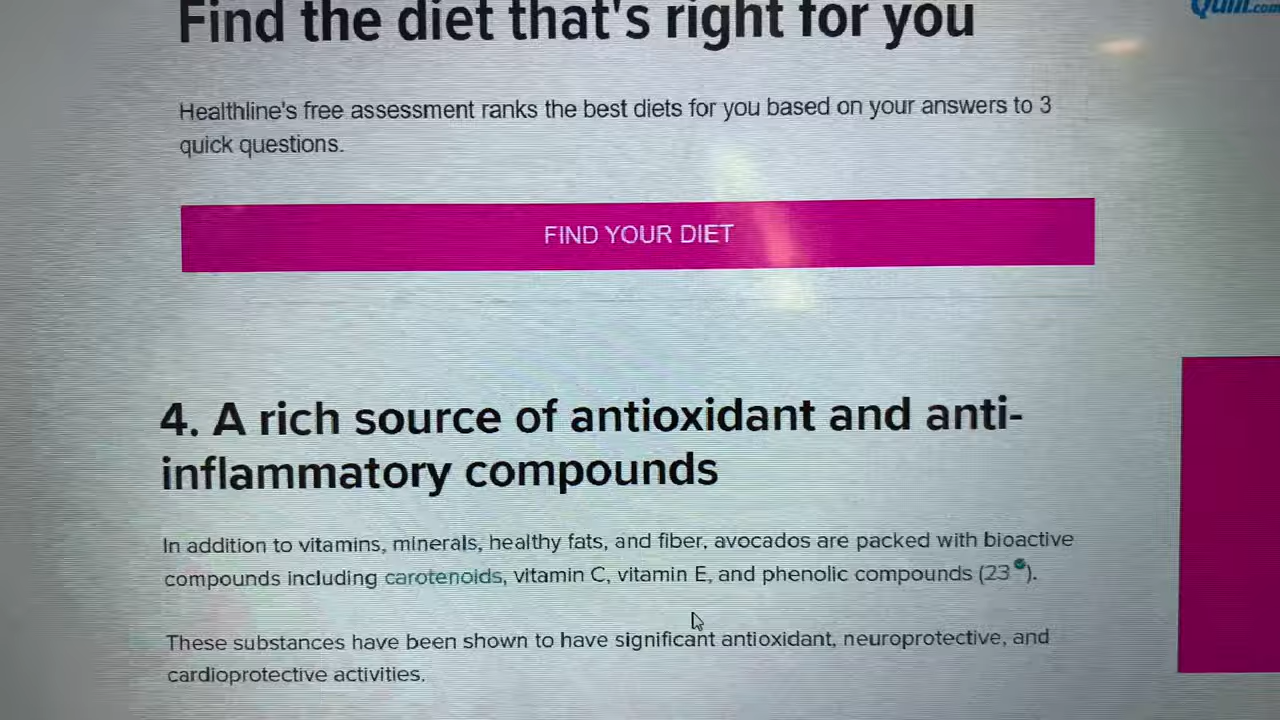 Find the diet that's right for you
Quill.com
Healthline's free assessment ranks the best diets for you based on your answers to 3
quick questions.
FIND YOUR DIET
4. A rich source of antioxidant and anti-
inflammatory compounds
In addition to vitamins, minerals, healthy fats, and fiber, avocados are packed with bioactive
compounds including carotenoids, vitamin C, vitamin E, and phenolic compounds (23).
These substances have been shown to have significant antioxidant, neuroprotective, and
cardioprotective activities.